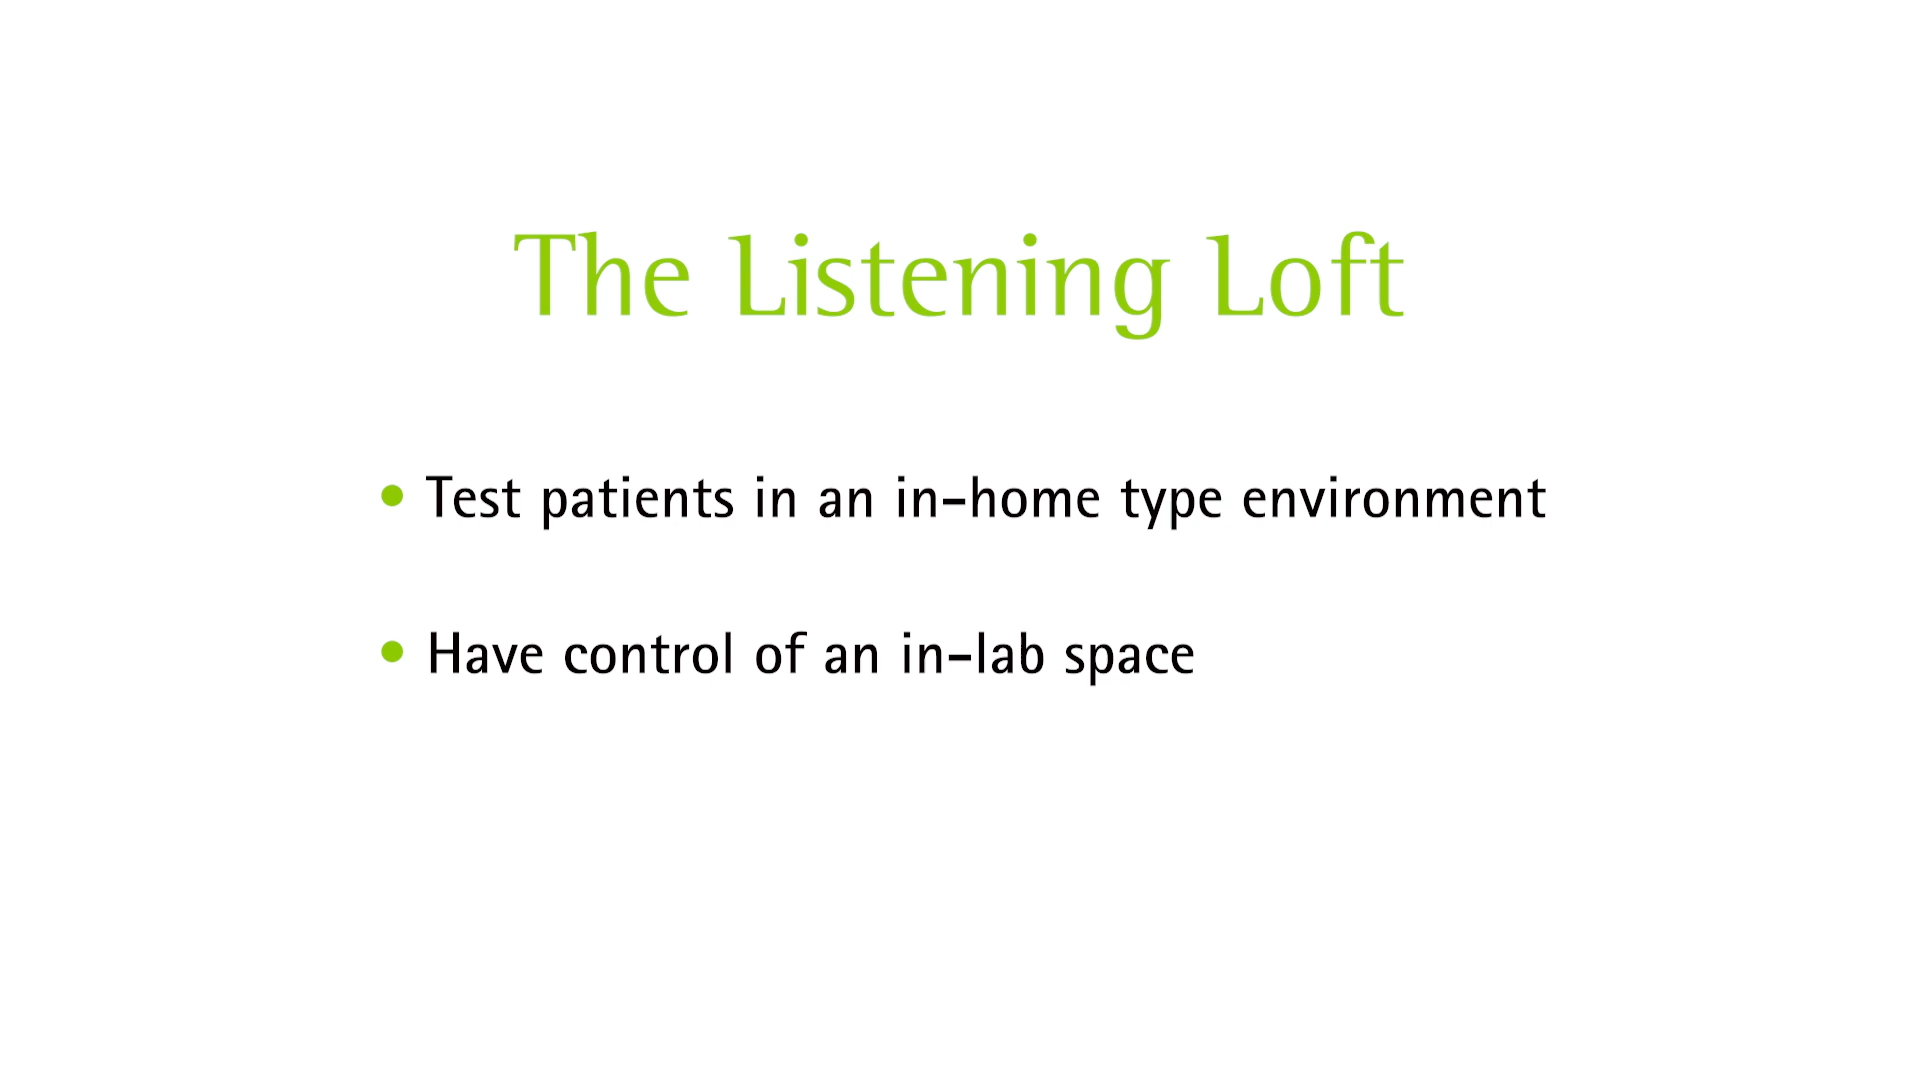 The Listening Loft
• Test patients in an in-home type environment
• Have control of an in-lab space